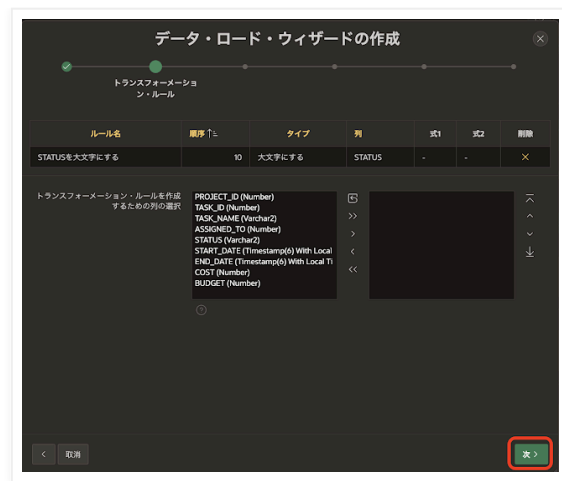 データ・ロード・ウィザードの作成
トランスフォーメーショ
ン・ルール
ルール名 順序 タイプ 列 式1 式2 削除
STATUSを大文字にする 10 大文字にする STATUS - -
トランスフォーメーション・ルールを作成
するための列の選択
PROJECT_ID (Number)
TASK_ID (Number)
TASK_NAME (Varchar2)
ASSIGNED_TO (Number)
STATUS (Varchar2)
START_DATE (Timestamp(6) With Local
END_DATE (Timestamp(6) With Local Ti
COST (Number)
BUDGET (Number)
取消
次